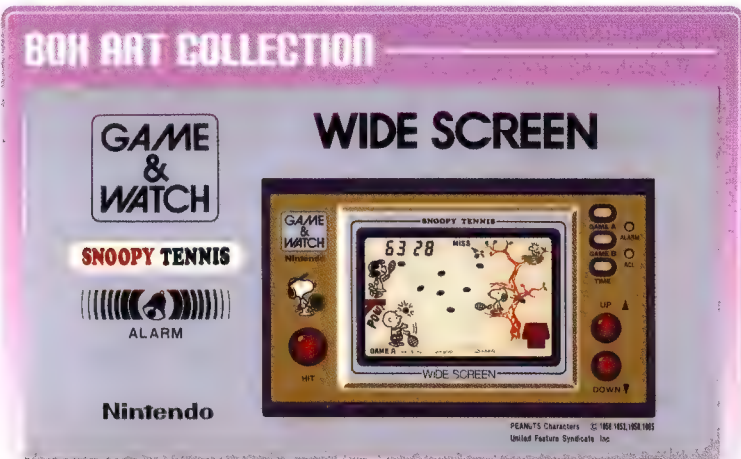 BOX ART COLLECTION
GAME
&
WATCH
SNOOPY TENNIS
ALARM
Nintendo
WIDE SCREEN
GAME
&
WATCH
Nintendo
HIT
SNOOPY TENNIS
6328 MISS
POW!
GAME A
WIDE SCREEN
GAME A
ALARM
GAME B
ACL
TIME
UP
DOWN
PEANUTS Characters
United Feature Syndicate Inc